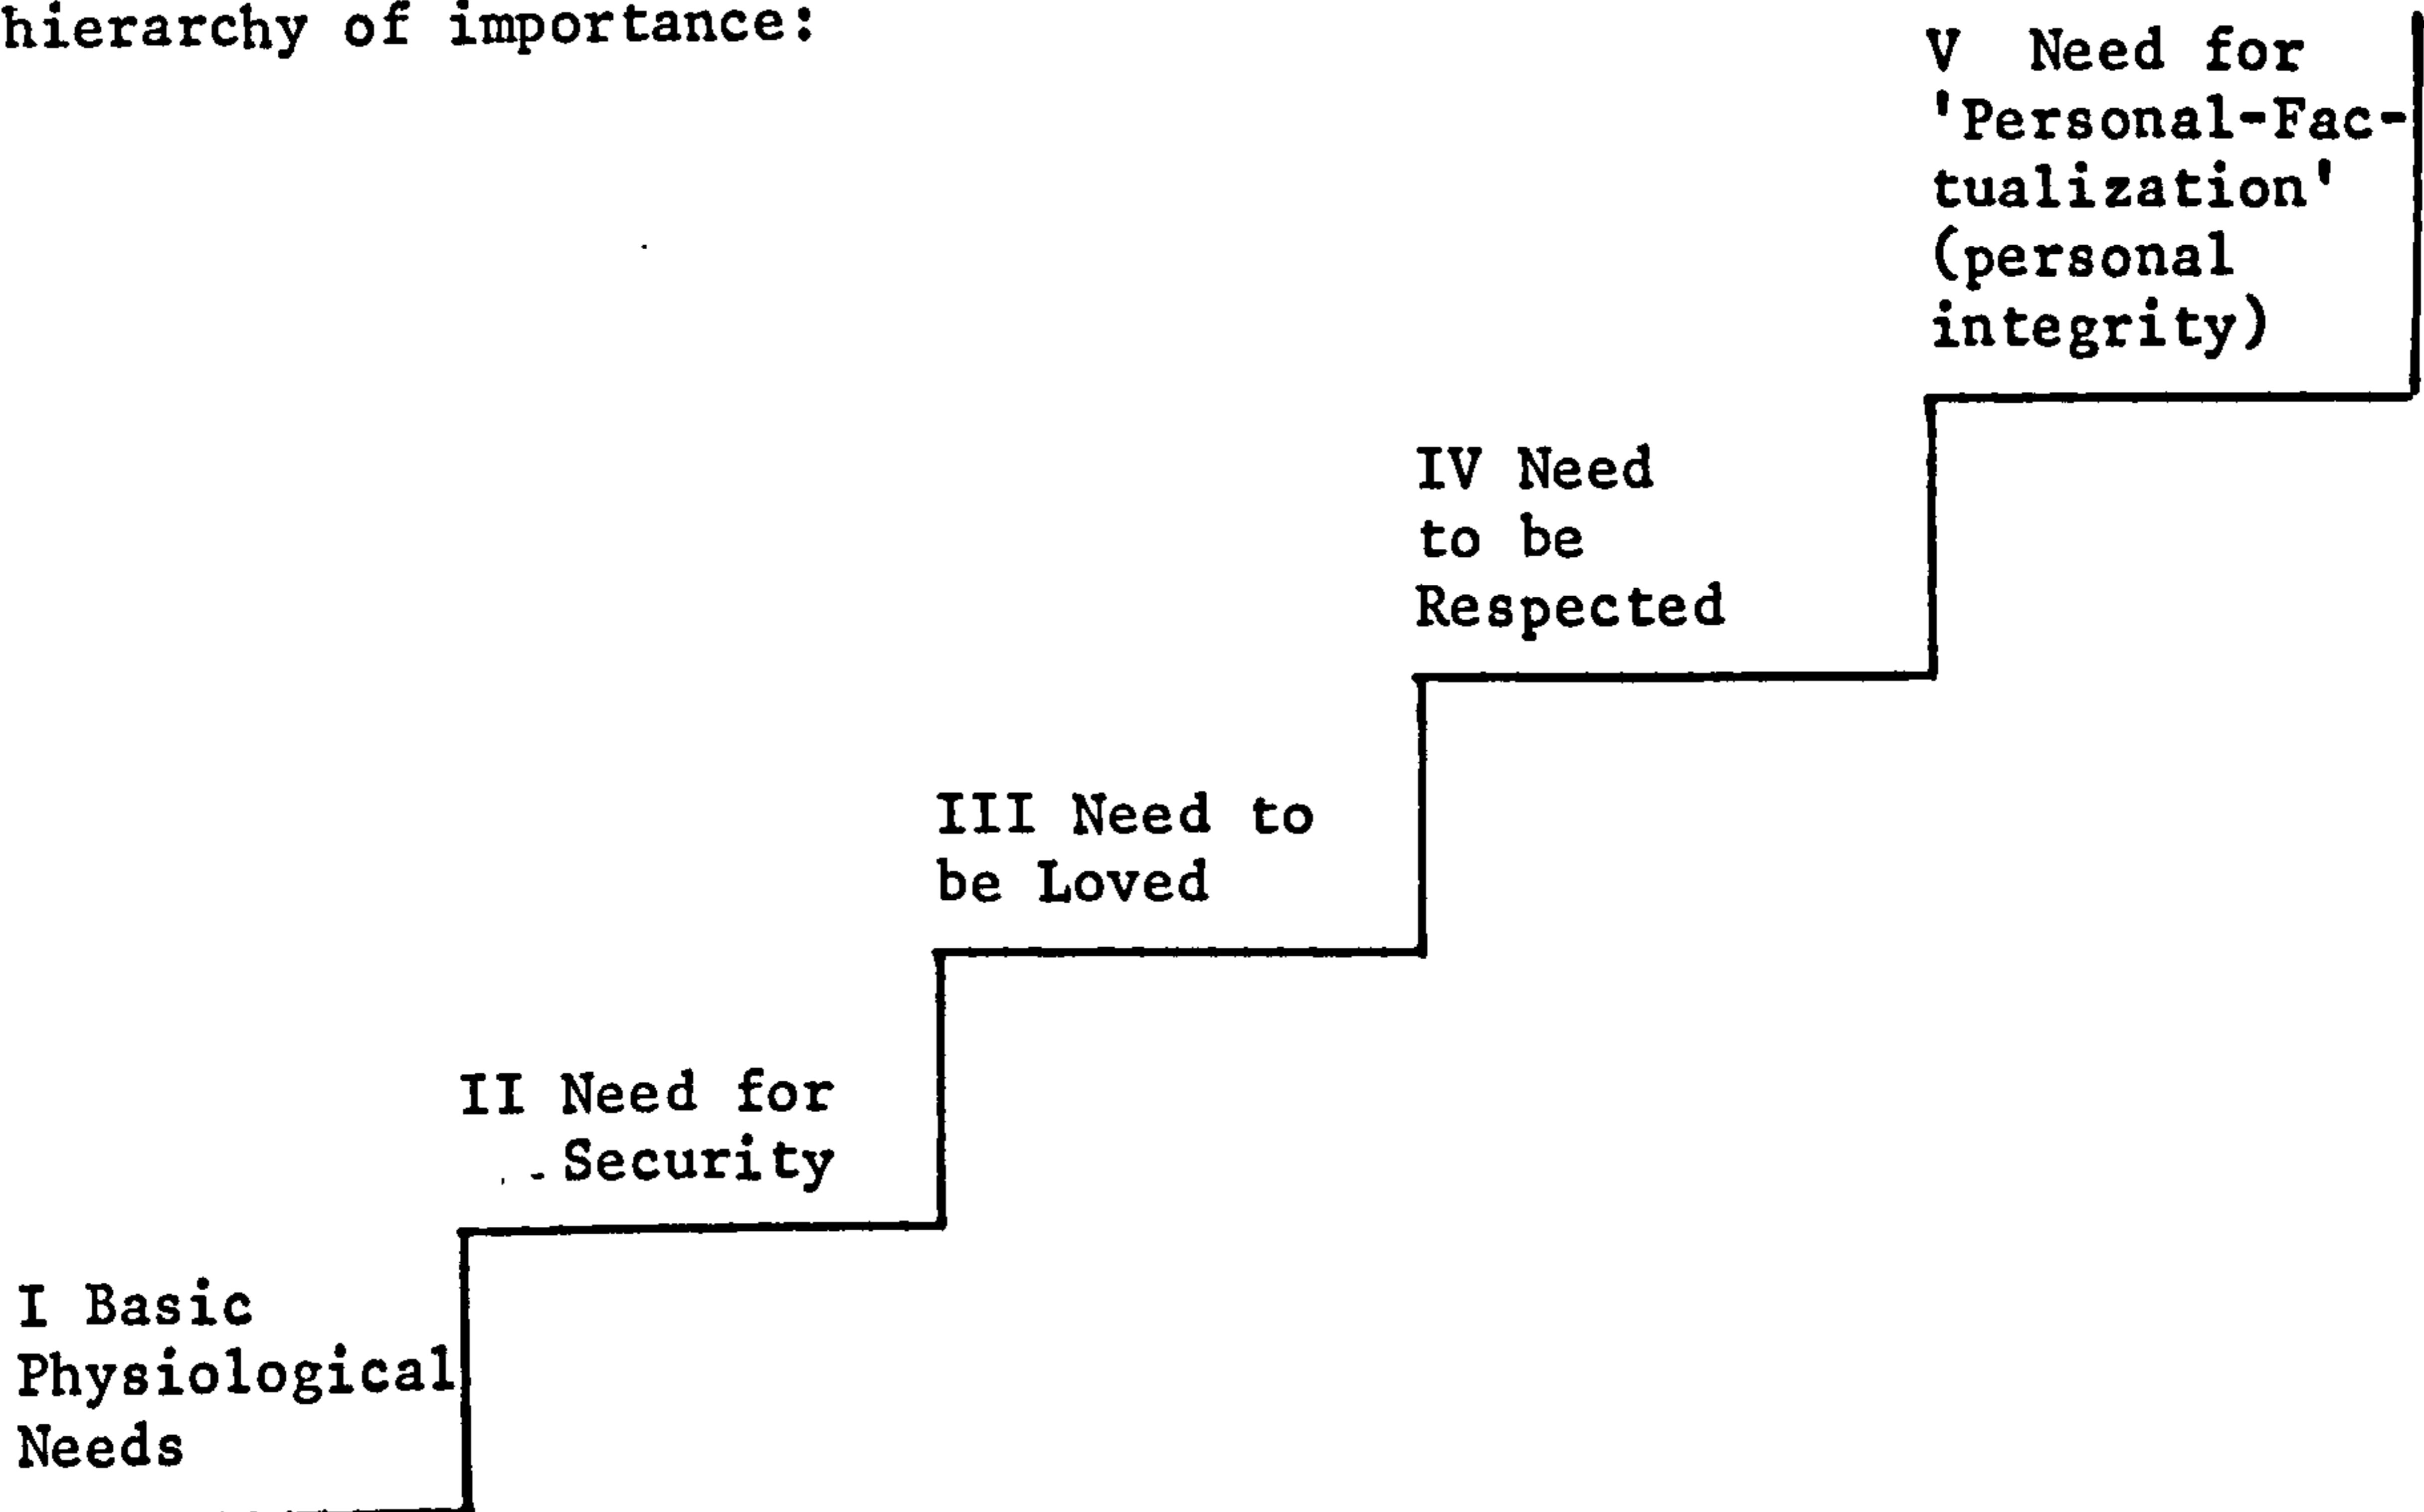 hierarchy of importance:
V Need for
'Personal-Fac-
tualization'
(personal
integrity)
IV Need
to be
Respected
III Need to
be Loved
II Need for
Security
I Basic
Physiological
Needs